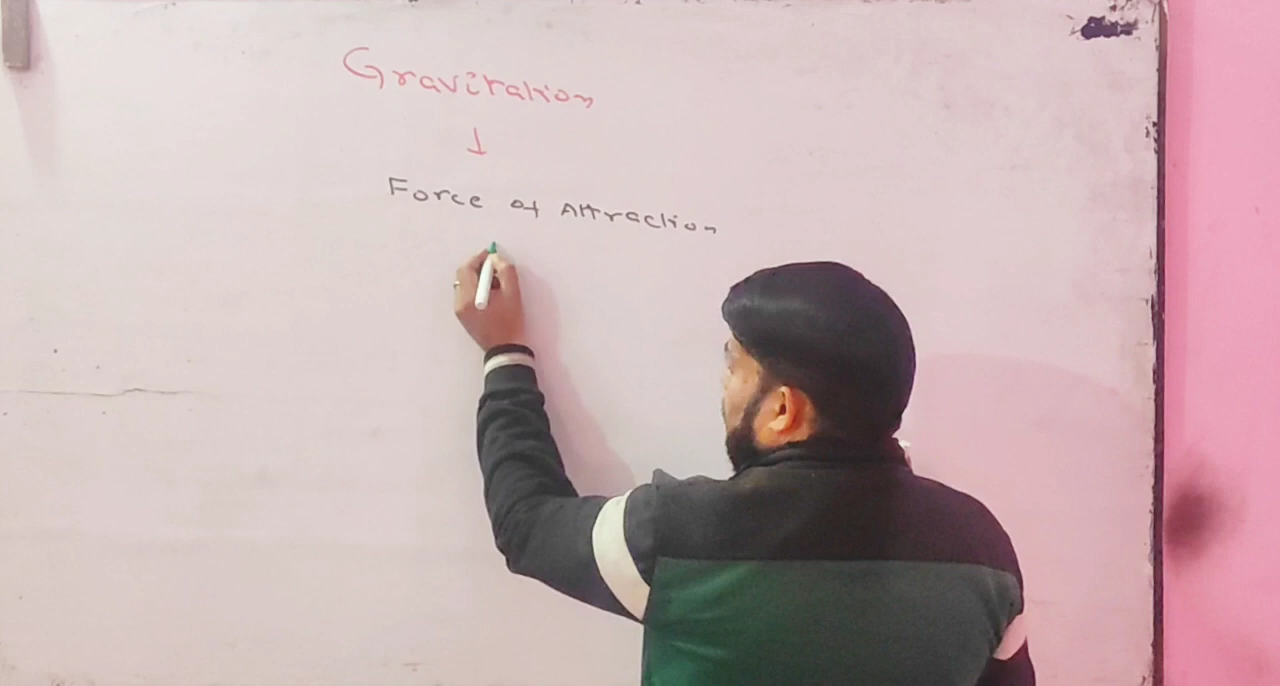 Gravitation
↓
Force of Attraction